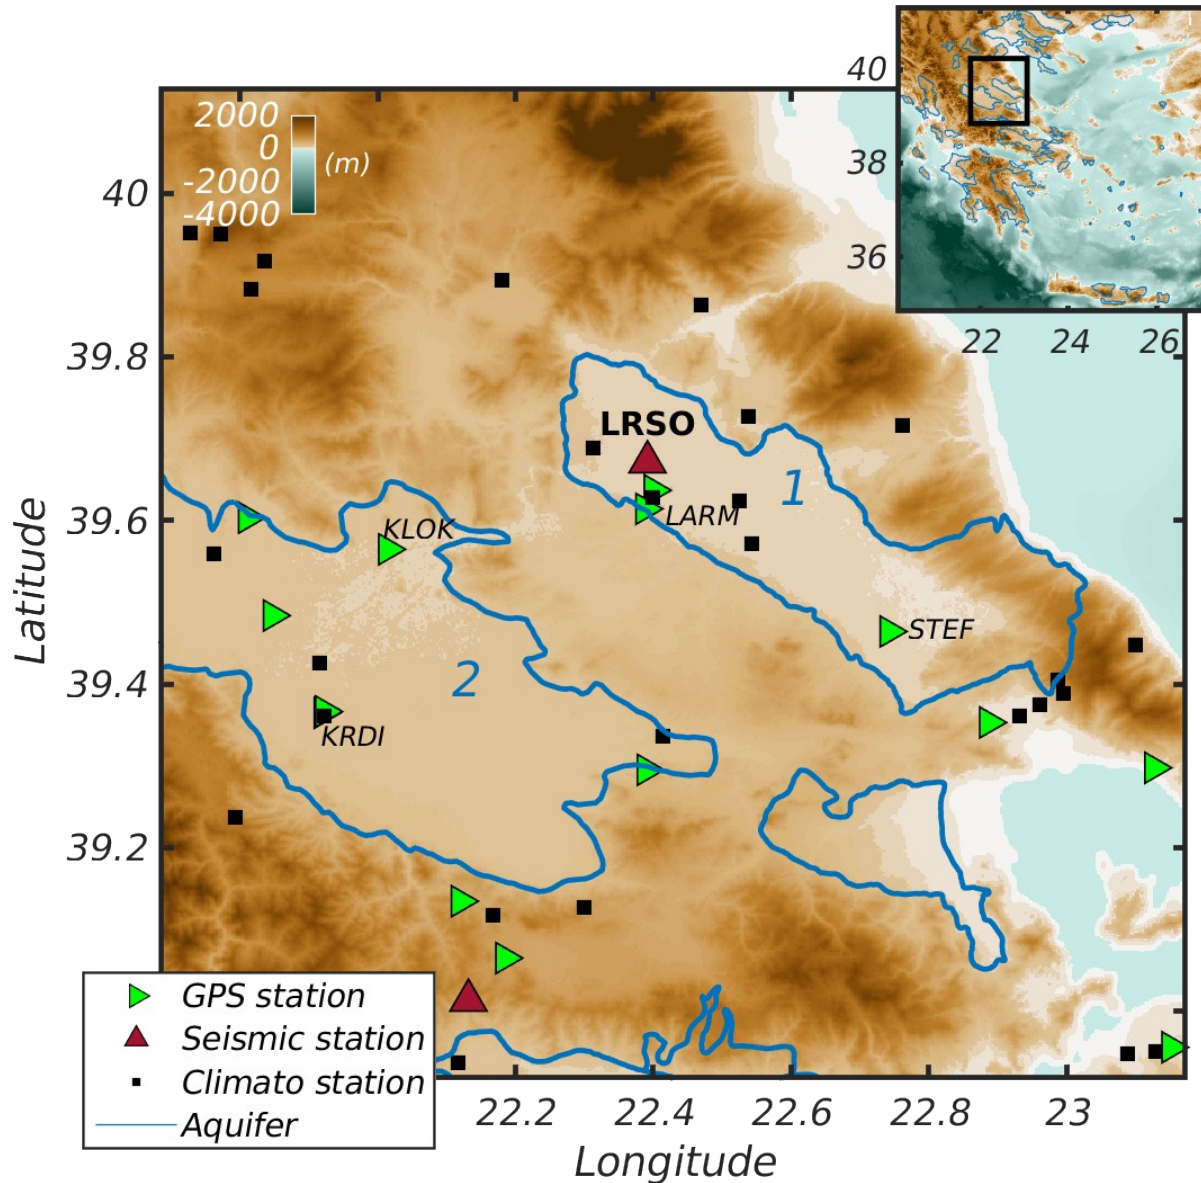 40
38
36
22 24 26
2000
0
-2000
-4000
(m)
40
39.8
39.6
39.4
39.2
Latitude
LRSO
1
LARM
KLOK
STEF
2
KRDI
GPS station
Seismic station
Climato station
Aquifer
22.2 22.4 22.6 22.8 23
Longitude